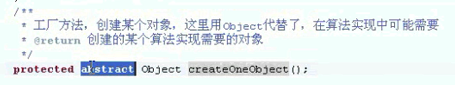 /**
* 工厂方法，创建某个对象，这里用Object代替了，在算法实现中可能需要
* @return 创建的某个算法实现需要的对象
*/
protected abstract Object createOneObject();